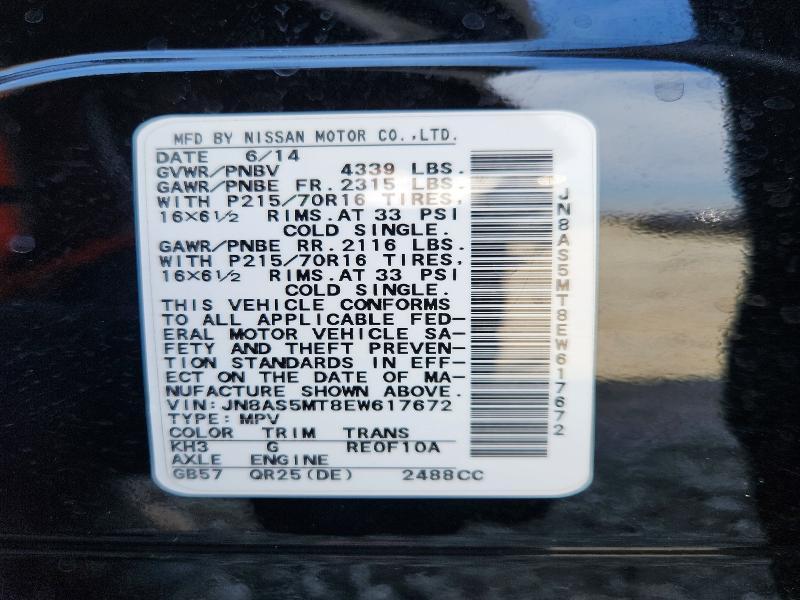 MFD BY NISSAN MOTOR CO.,LTD.
DATE 6/14
GVWR/PNBV 4339 LBS.
GAWR/PNBE FR. 2315 LBS.
WITH P215/70R16 TIRES,
16×6½ RIMS. AT 33 PSI
COLD SINGLE.
GAWR/PNBE RR. 2116 LBS.
WITH P215/70R16 TIRES,
16×6½ RIMS. AT 33 PSI
COLD SINGLE.
THIS VEHICLE CONFORMS
TO ALL APPLICABLE FED-
ERAL MOTOR VEHICLE SA-
FETY AND THEFT PREVEN-
TION STANDARDS IN EFF-
ECT ON THE DATE OF MA-
NUFACTURE SHOWN ABOVE.
VIN:JN8AS5MT8EW617672
TYPE:MPV
COLOR TRIM TRANS
KH3 G RE0F10A
AXLE ENGINE
GB57 QR25(DE) 2488CC
JN8AS5MT8EW617672